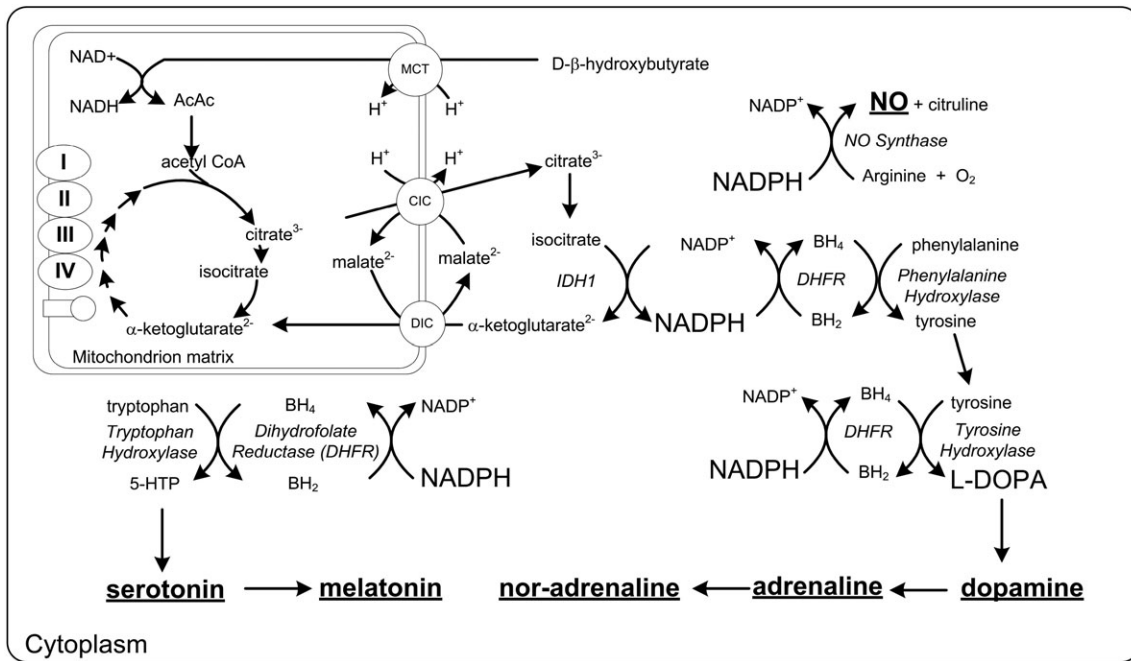 NAD+
NADH
AcAc
acetyl CoA
I
II
III
IV
citrate³⁻
isocitrate
α-ketoglutarate²⁻
Mitochondrion matrix
MCT
H⁺
H⁺
D-β-hydroxybutyrate
H⁺
H⁺
CIC
malate²⁻
malate²⁻
DIC
α-ketoglutarate²⁻
citrate³⁻
isocitrate
IDH1
NADP⁺
NADPH
NADP⁺
NO + citruline
NO Synthase
NADPH
Arginine + O₂
BH₄
DHFR
BH₂
phenylalanine
Phenylalanine
Hydroxylase
tyrosine
NADP⁺
BH₄
tyrosine
DHFR
Tyrosine
Hydroxylase
NADPH
BH₂
L-DOPA
tryptophan
Tryptophan
Hydroxylase
5-HTP
BH₄
Dihydrofolate
Reductase (DHFR)
BH₂
NADP⁺
NADPH
serotonin
melatonin
nor-adrenaline
adrenaline
dopamine
Cytoplasm